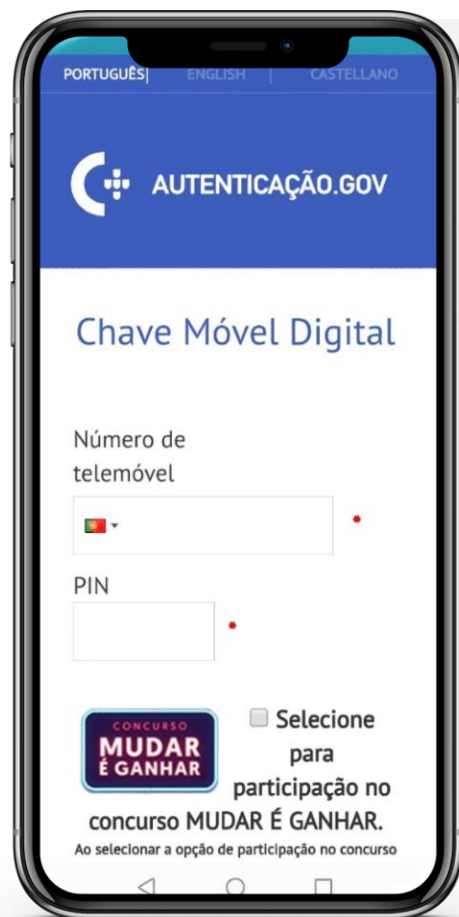 PORTUGUÊS| ENGLISH | CASTELLANO
AUTENTICAÇÃO.GOV
Chave Móvel Digital
Número de
telemóvel
*
PIN
*
CONCURSO
MUDAR
É GANHAR
Selecione
para
participação no
concurso MUDAR É GANHAR.
Ao selecionar a opção de participação no concurso